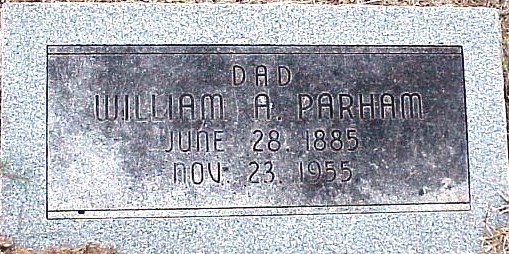 DAD
WILLIAM A. PARHAM
JUNE 28, 1885
NOV. 23, 1955